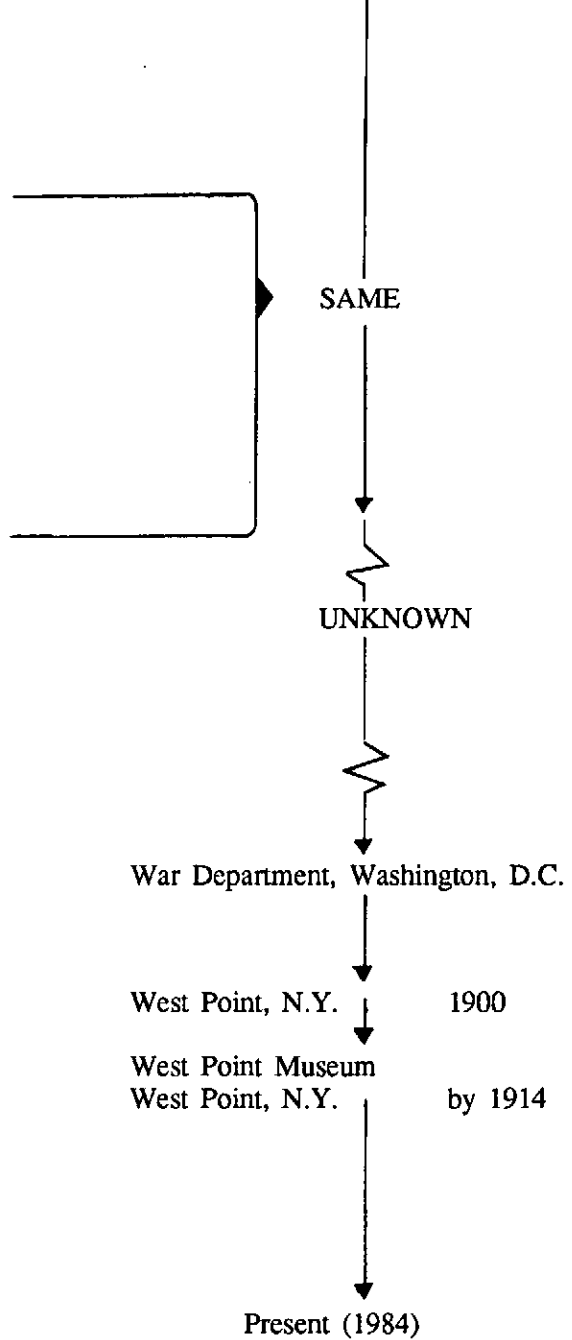 SAME
UNKNOWN
War Department, Washington, D.C.
West Point, N.Y. 1900
West Point Museum
West Point, N.Y. by 1914
Present (1984)